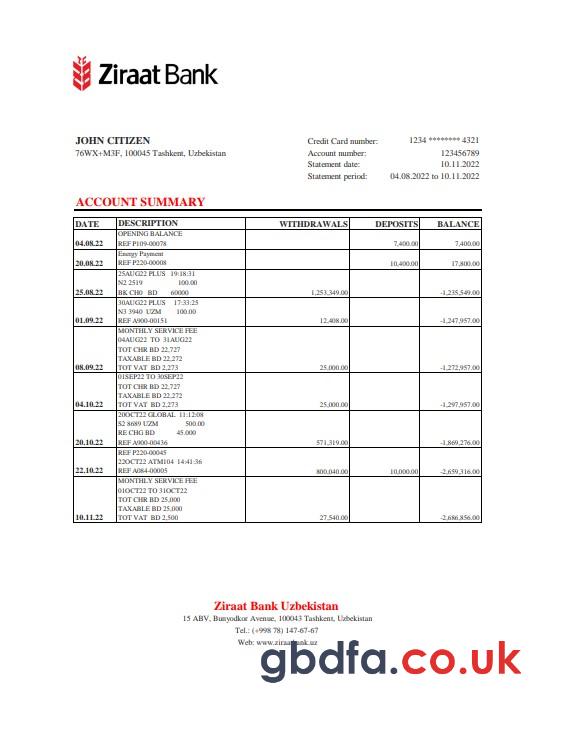 Ziraat Bank
JOHN CITIZEN
76WX+M3F, 100045 Tashkent, Uzbekistan
Credit Card number: 1234 ******** 4321
Account number: 123456789
Statement date: 10.11.2022
Statement period: 04.08.2022 to 10.11.2022
ACCOUNT SUMMARY
DATE DESCRIPTION WITHDRAWALS DEPOSITS BALANCE
OPENING BALANCE
04.08.22 REF P109-00078 7,400.00 7,400.00
Energy Payment
20.08.22 REF P220-00008 10,400.00 17,800.00
25AUG22 PLUS 19:18:31
N2 2519 100.00
25.08.22 BK CH0 BD 60000 1,253,349.00 -1,235,549.00
30AUG22 PLUS 17:33:25
N3 3940 UZM 100.00
01.09.22 REF A900-00151 12,408.00 -1,247,957.00
MONTHLY SERVICE FEE
04AUG22 TO 31AUG22
TOT CHR BD 22,727
TAXABLE BD 22,272
08.09.22 TOT VAT BD 2,273 25,000.00 -1,272,957.00
01SEP22 TO 30SEP22
TOT CHR BD 22,727
TAXABLE BD 22,272
04.10.22 TOT VAT BD 2,273 25,000.00 -1,297,957.00
20OCT22 GLOBAL 11:12:08
S2 8689 UZM 500.00
RE CHG BD 45.000
20.10.22 REF A900-00436 571,319.00 -1,869,276.00
REF P220-00045
22OCT22 ATM104 14:41:36
22.10.22 REF A084-00005 800,040.00 10,000.00 -2,659,316.00
MONTHLY SERVICE FEE
01OCT22 TO 31OCT22
TOT CHR BD 25,000
TAXABLE BD 25,000
10.11.22 TOT VAT BD 2,500 27,540.00 -2,686,856.00
Ziraat Bank Uzbekistan
15 ABV, Bunyodkor Avenue, 100043 Tashkent, Uzbekistan
Tel.: (+998 78) 147-67-67
Web: www.ziraatbank.uz
gbdfa.co.uk